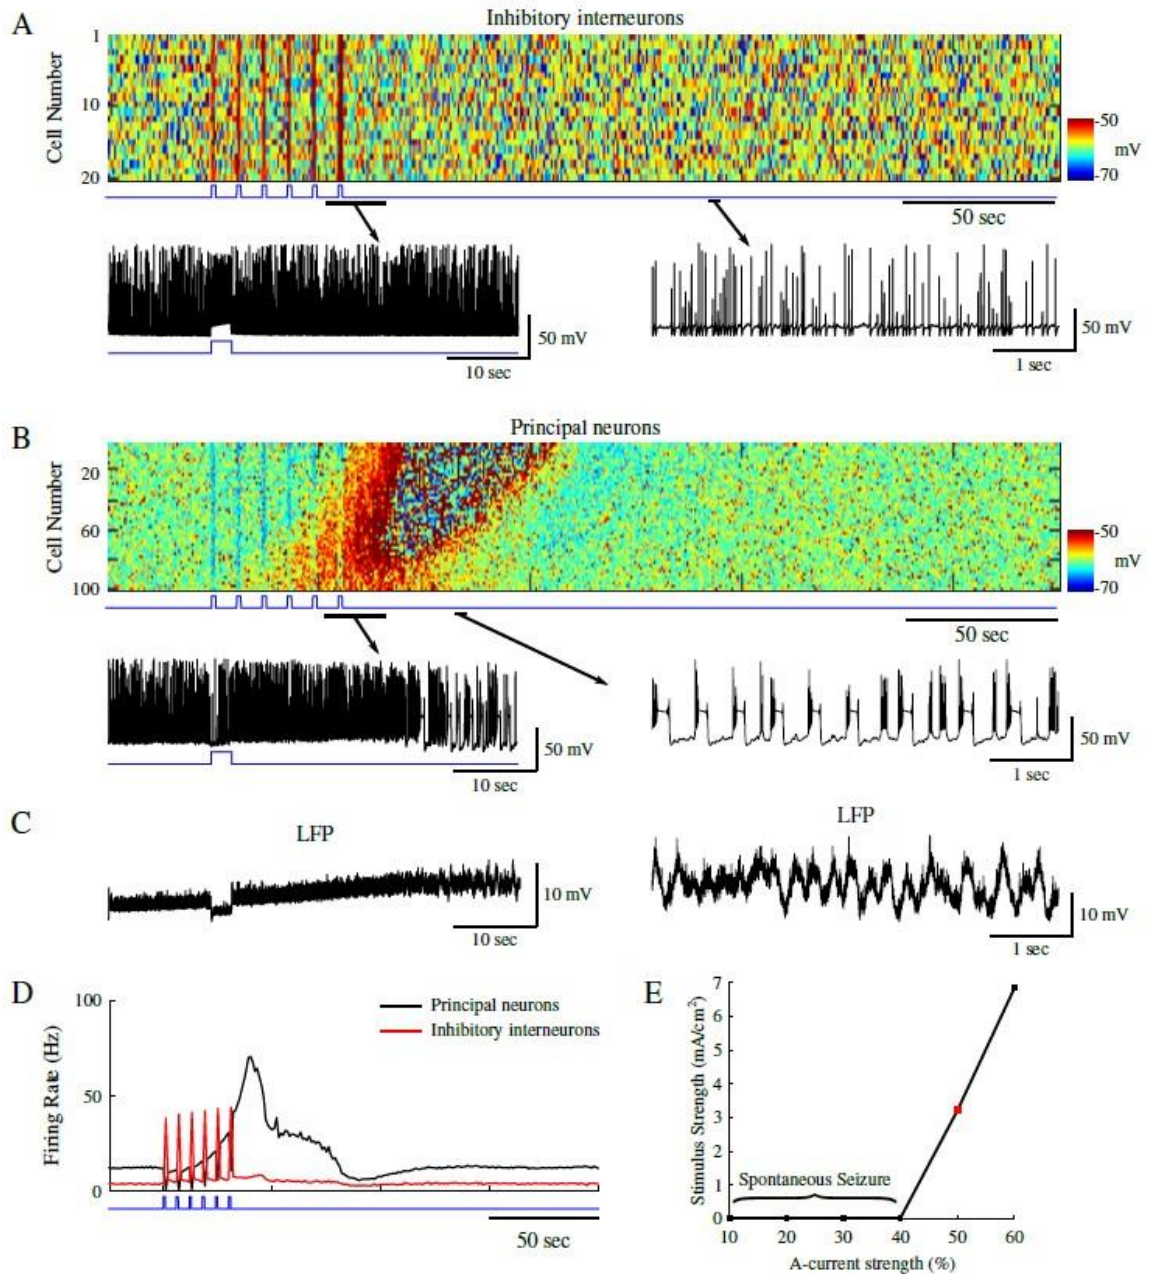 A
Inhibitory interneurons
Cell Number
1
10
20
-50
mV
-70
50 sec
50 mV
10 sec
50 mV
1 sec
B
Principal neurons
Cell Number
20
60
100
-50
mV
-70
50 sec
50 mV
10 sec
50 mV
1 sec
C
LFP
10 mV
10 sec
LFP
10 mV
1 sec
D
Firing Rate (Hz)
100
50
0
Principal neurons
Inhibitory interneurons
50 sec
E
Stimulus Strength (mA/cm²)
7
6
5
4
3
2
1
0
Spontaneous Seizure
10 20 30 40 50 60
A-current strength (%)